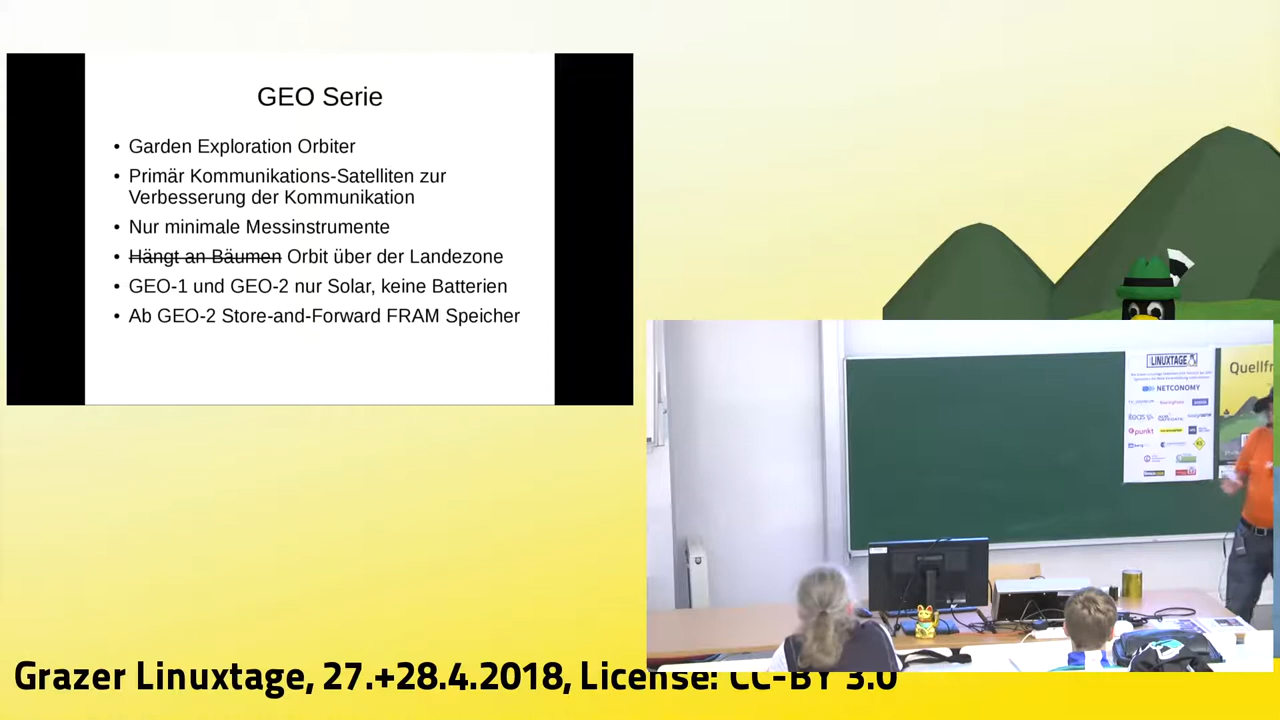 GEO Serie
• Garden Exploration Orbiter
• Primär Kommunikations-Satelliten zur
Verbesserung der Kommunikation
• Nur minimale Messinstrumente
• Hängt an Bäumen Orbit über der Landezone
• GEO-1 und GEO-2 nur Solar, keine Batterien
• Ab GEO-2 Store-and-Forward FRAM Speicher
LINUXTAGE
NETCONOMY
punkt
Quellfr
Grazer Linuxtage, 27.+28.4.2018, License: CC-BY 3.0